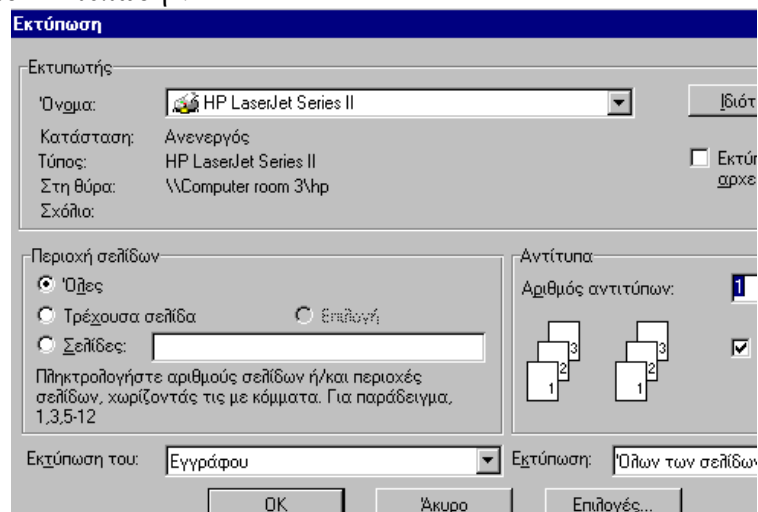 Εκτύπωση
Εκτυπωτής
Όνομα: HP LaserJet Series II
Κατάσταση: Ανενεργός
Τύπος: HP LaserJet Series II
Στη θύρα: \\Computer room 3\hp
Σχόλιο:
Περιοχή σελίδων
Όλες
Τρέχουσα σελίδα Επιλογή
Σελίδες:
Πληκτρολογήστε αριθμούς σελίδων ή/και περιοχές
σελίδων, χωρίζοντάς τις με κόμματα. Για παράδειγμα,
1,3,5-12
Αντίτυπα
Αριθμός αντιτύπων: 1
3 3
2 2
1 1
Εκτύπωση του: Εγγράφου
Εκτύπωση: Όλων των σελίδων
OK Άκυρο Επιλογές...